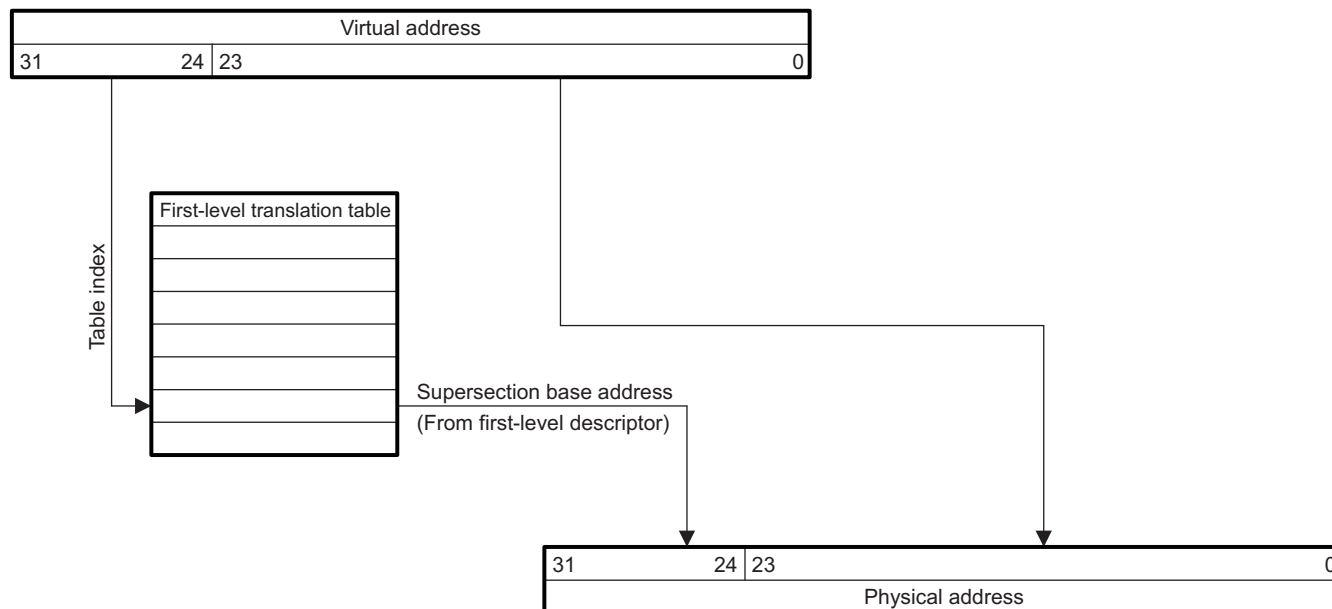 Virtual address
31 24 23 0
First-level translation table
Table index
Supersection base address
(From first-level descriptor)
31 24 23 0
Physical address